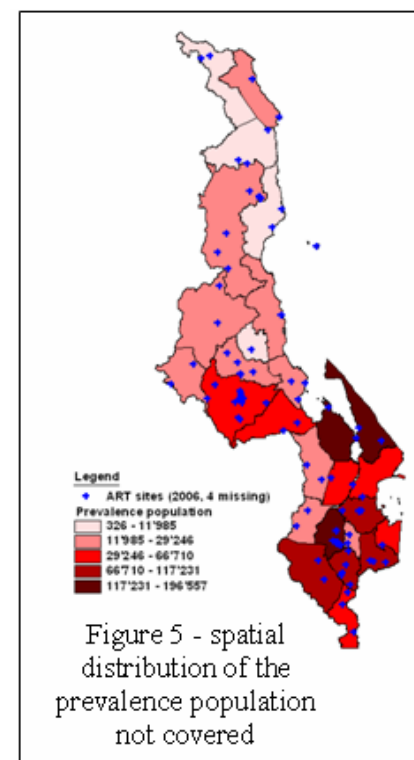 Legend
ART sites (2006, 4 missing)
Prevalence population
326 - 11'985
11'985 - 29'246
29'246 - 66'710
66'710 - 117'231
117'231 - 196'557
Figure 5 - spatial
distribution of the
prevalence population
not covered